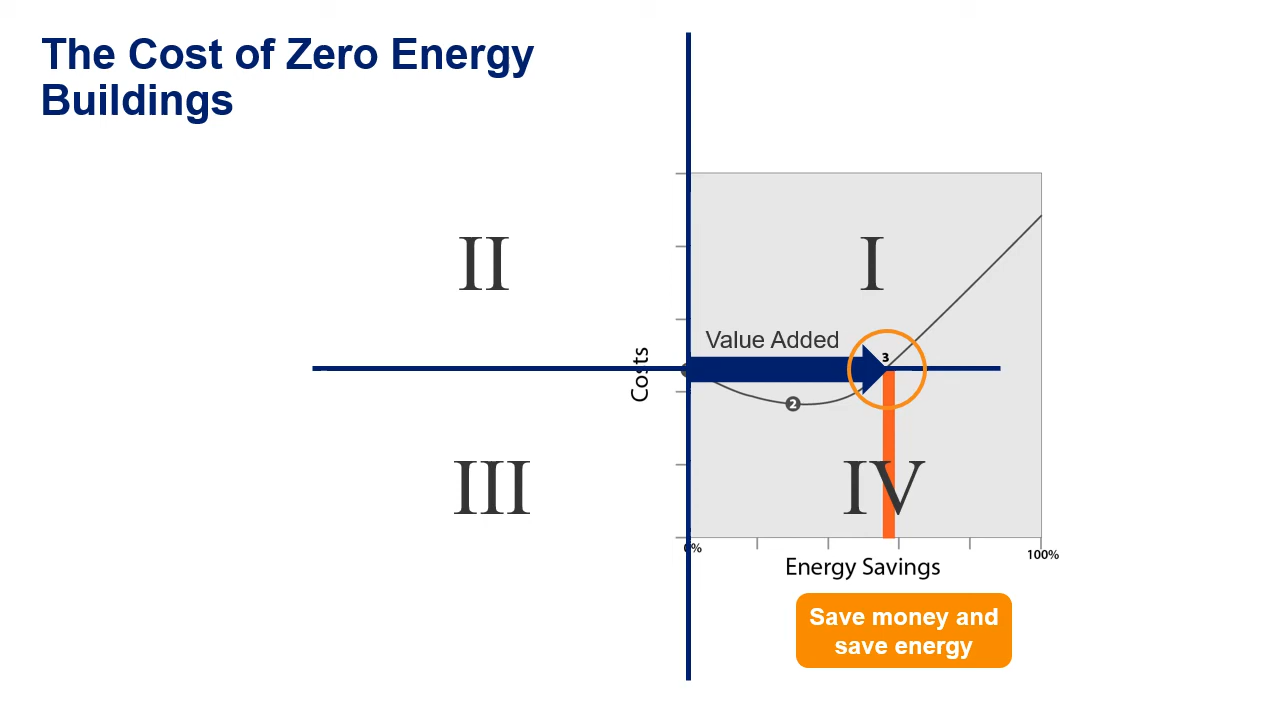 The Cost of Zero Energy
Buildings
II
I
Value Added
3
Costs
2
III
IV
0%
100%
Energy Savings
Save money and
save energy